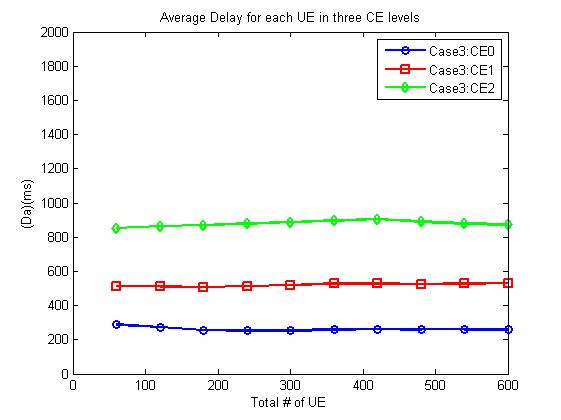 Average Delay for each UE in three CE levels
2000
1800
1600
1400
1200
1000
800
600
400
200
0
(Da)(ms)
Case3:CE0
Case3:CE1
Case3:CE2
0 100 200 300 400 500 600
Total # of UE